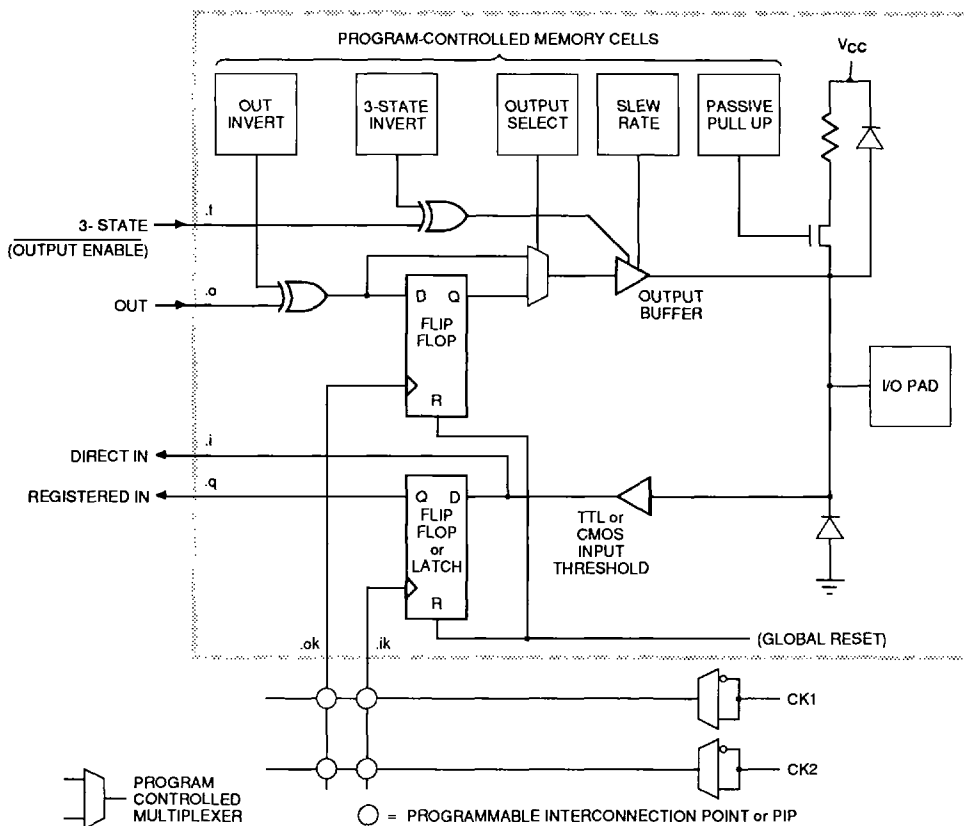 PROGRAM-CONTROLLED MEMORY CELLS
VCC
OUT
INVERT
3-STATE
INVERT
OUTPUT
SELECT
SLEW
RATE
PASSIVE
PULL UP
3- STATE
(OUTPUT ENABLE)
.t
OUT
.o
D Q
FLIP
FLOP
R
OUTPUT
BUFFER
I/O PAD
DIRECT IN
.i
REGISTERED IN
.q
Q D
FLIP
FLOP
or
LATCH
R
TTL or
CMOS
INPUT
THRESHOLD
.ok
.ik
(GLOBAL RESET)
CK1
CK2
PROGRAM
CONTROLLED
MULTIPLEXER
= PROGRAMMABLE INTERCONNECTION POINT or PIP